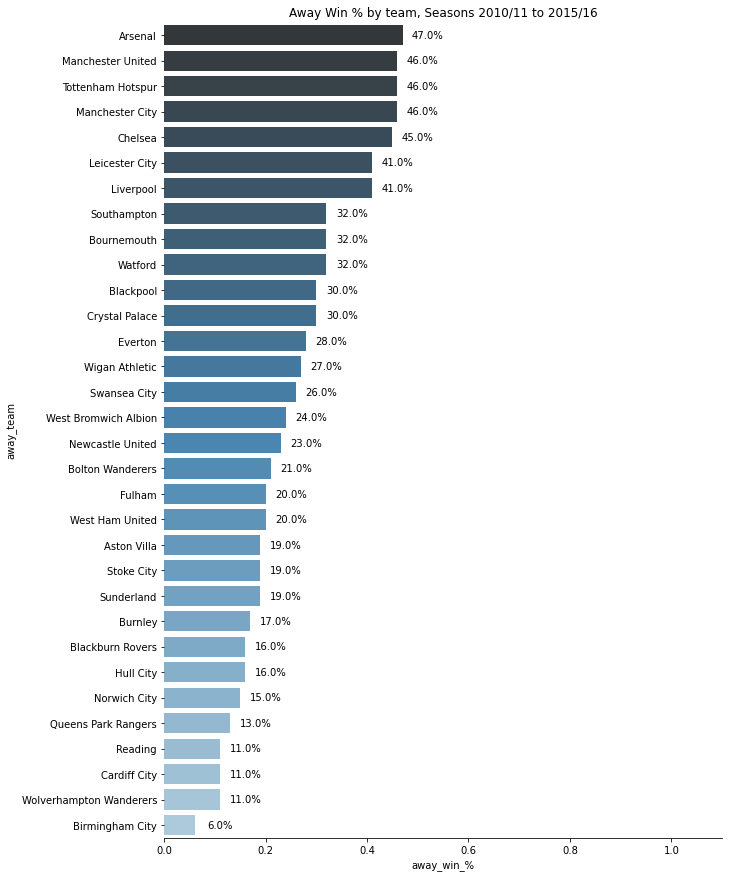 Away Win % by team, Seasons 2010/11 to 2015/16
Arsenal 47.0%
Manchester United 46.0%
Tottenham Hotspur 46.0%
Manchester City 46.0%
Chelsea 45.0%
Leicester City 41.0%
Liverpool 41.0%
Southampton 32.0%
Bournemouth 32.0%
Watford 32.0%
Blackpool 30.0%
Crystal Palace 30.0%
Everton 28.0%
Wigan Athletic 27.0%
Swansea City 26.0%
West Bromwich Albion 24.0%
Newcastle United 23.0%
Bolton Wanderers 21.0%
Fulham 20.0%
West Ham United 20.0%
Aston Villa 19.0%
Stoke City 19.0%
Sunderland 19.0%
Burnley 17.0%
Blackburn Rovers 16.0%
Hull City 16.0%
Norwich City 15.0%
Queens Park Rangers 13.0%
Reading 11.0%
Cardiff City 11.0%
Wolverhampton Wanderers 11.0%
Birmingham City 6.0%
away_team
0.0 0.2 0.4 0.6 0.8 1.0
away_win_%